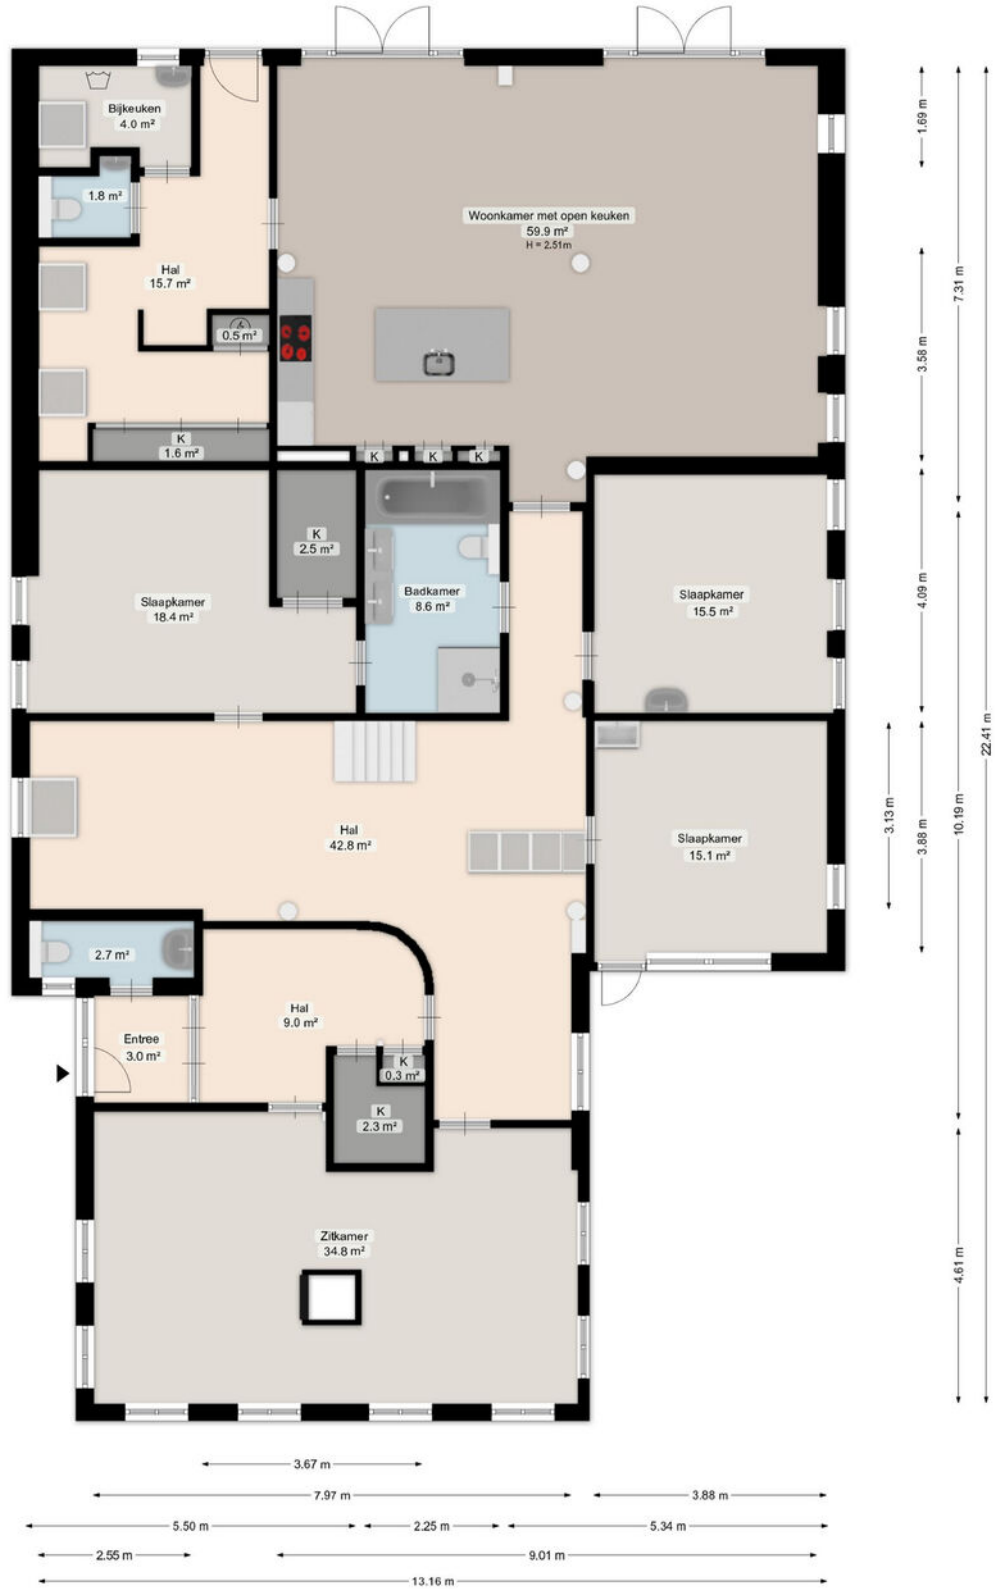 Bijkeuken
4.0 m²
1.8 m²
Hal
15.7 m²
0.5 m²
K
1.6 m²
Woonkamer met open keuken
59.9 m²
H = 2.51m
K
K
K
K
2.5 m²
Slaapkamer
18.4 m²
Badkamer
8.6 m²
Slaapkamer
15.5 m²
Hal
42.8 m²
Slaapkamer
15.1 m²
2.7 m²
Hal
9.0 m²
Entree
3.0 m²
K
0.3 m²
K
2.3 m²
Zitkamer
34.8 m²
1.69 m
7.31 m
3.58 m
4.09 m
22.41 m
3.13 m
3.88 m
10.19 m
4.61 m
3.67 m
7.97 m
3.88 m
5.50 m
2.25 m
5.34 m
2.55 m
9.01 m
13.16 m